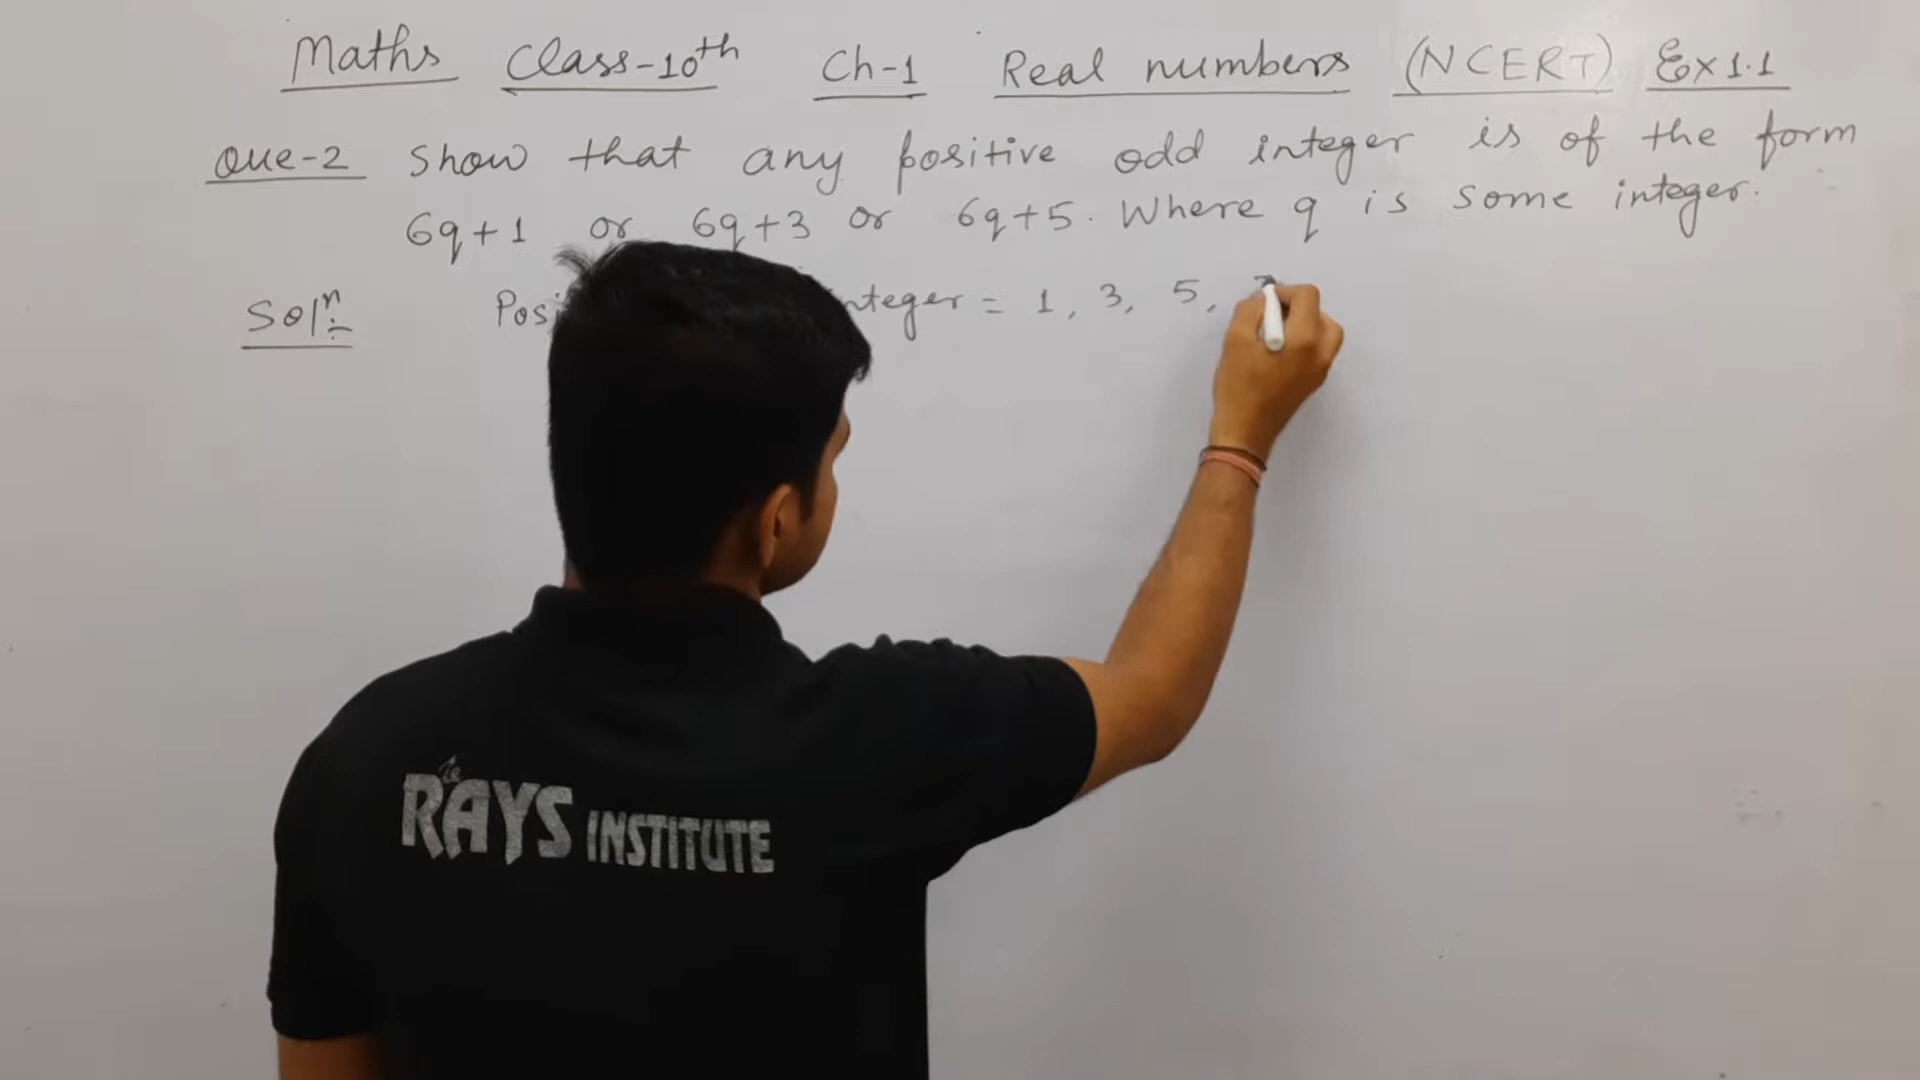 Maths Class-10th Ch-1 Real numbers (NCERT) Ex 1.1
Que-2 Show that any positive odd integer is of the form
6q+1 or 6q+3 or 6q+5. Where q is some integer.
Solⁿ:- integer = 1, 3, 5,
RAYS INSTITUTE